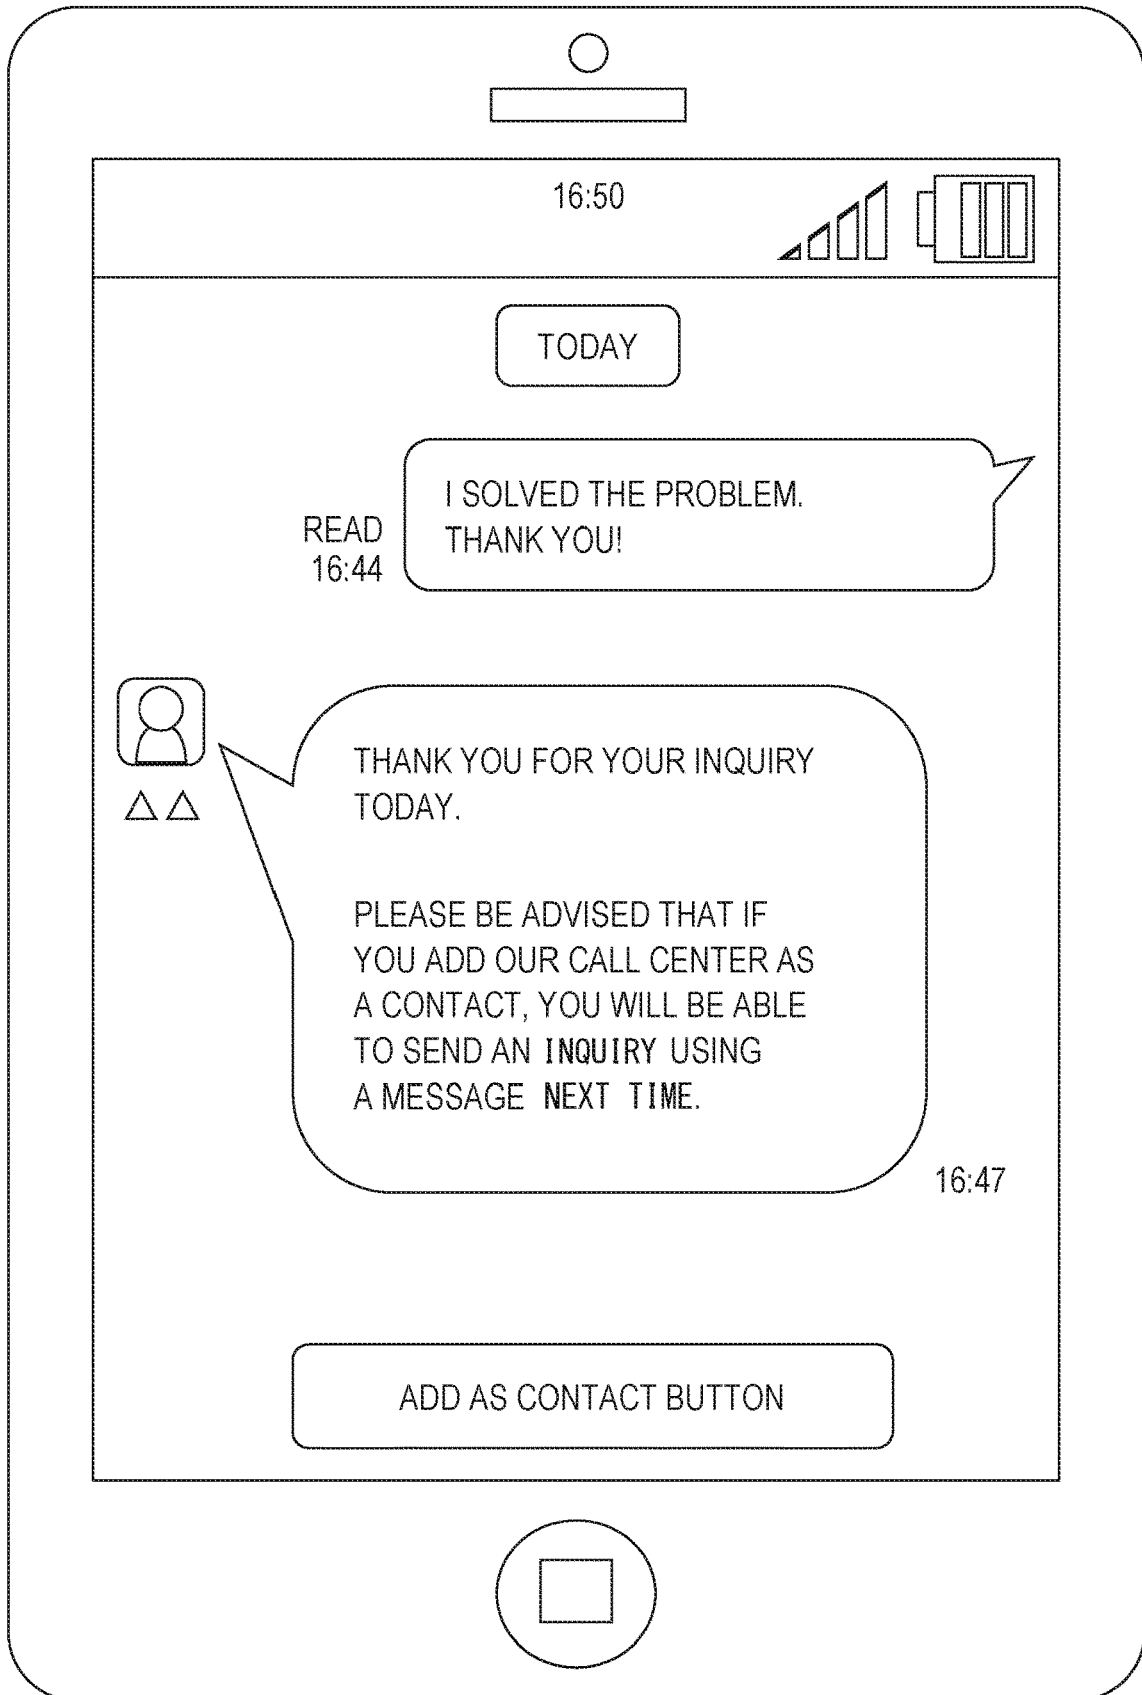 16:50
TODAY
I SOLVED THE PROBLEM.
THANK YOU!
READ
16:44
THANK YOU FOR YOUR INQUIRY
TODAY.
PLEASE BE ADVISED THAT IF
YOU ADD OUR CALL CENTER AS
A CONTACT, YOU WILL BE ABLE
TO SEND AN INQUIRY USING
A MESSAGE NEXT TIME.
16:47
ADD AS CONTACT BUTTON